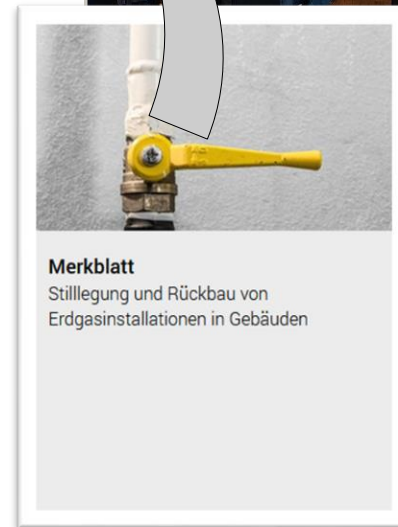 Merkblatt
Stilllegung und Rückbau von
Erdgasinstallationen in Gebäuden